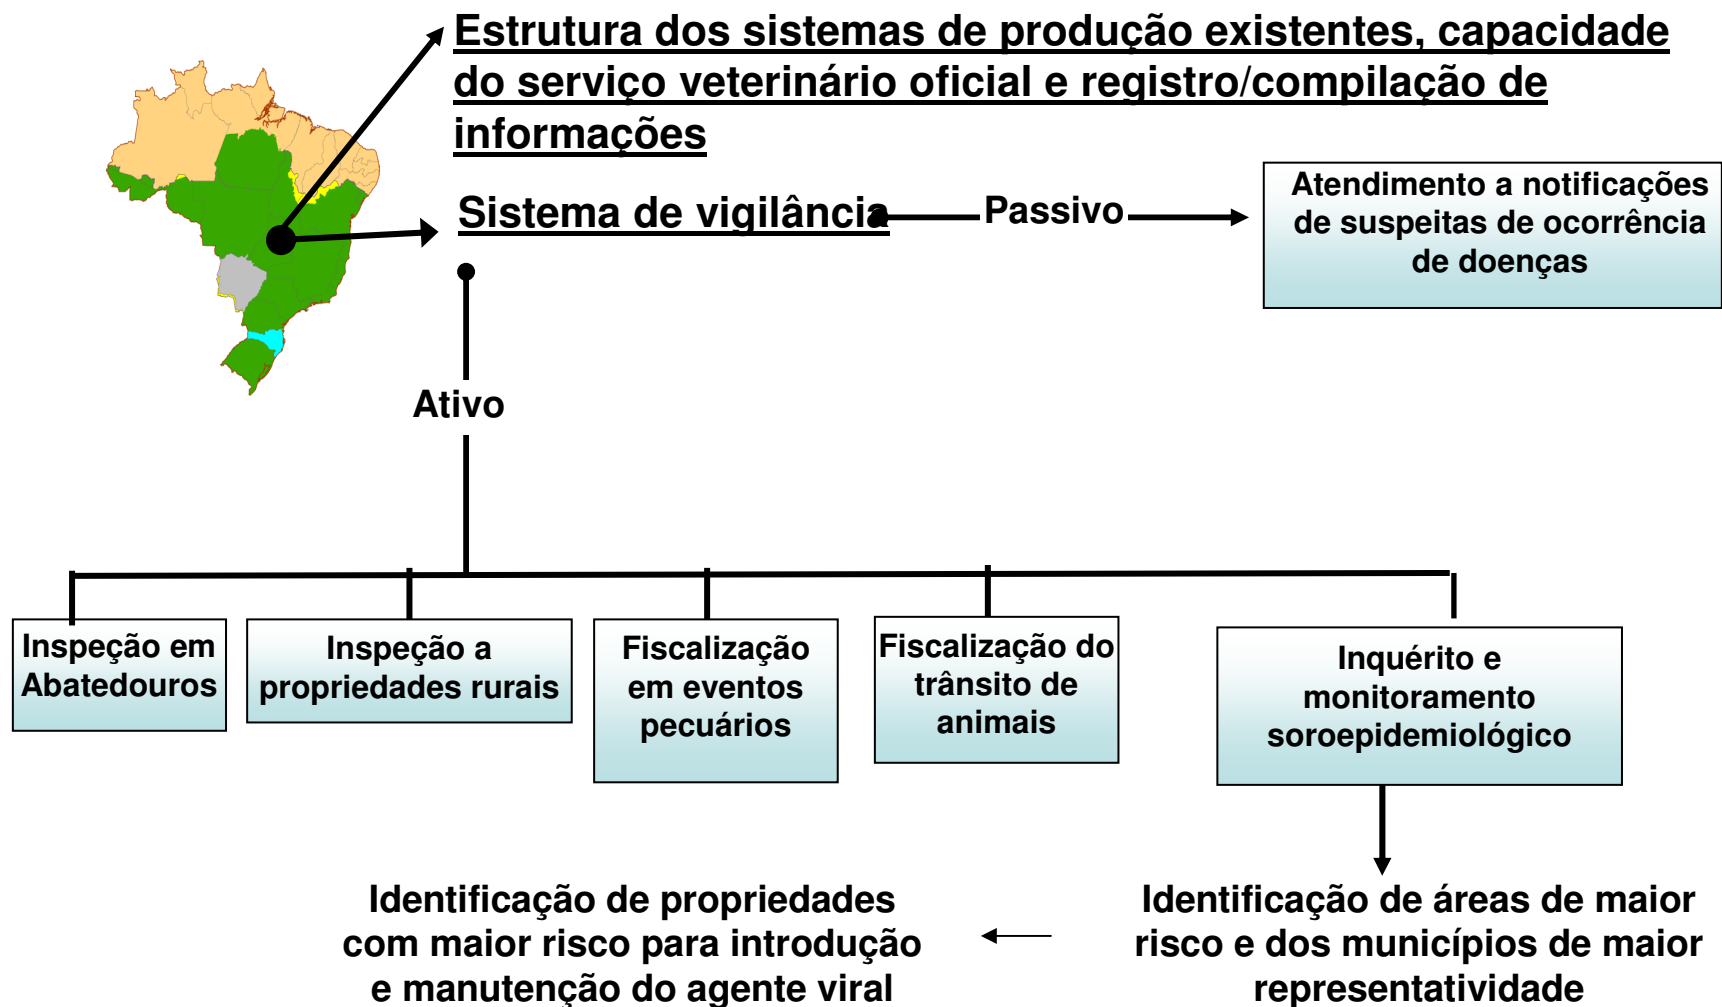 Estrutura dos sistemas de produção existentes, capacidade
do serviço veterinário oficial e registro/compilação de
informações
Sistema de vigilância
Passivo
Atendimento a notificações
de suspeitas de ocorrência
de doenças
Ativo
Inspeção em
Abatedouros
Inspeção a
propriedades rurais
Fiscalização
em eventos
pecuários
Fiscalização do
trânsito de
animais
Inquérito e
monitoramento
soroepidemiológico
Identificação de áreas de maior
risco e dos municípios de maior
representatividade
Identificação de propriedades
com maior risco para introdução
e manutenção do agente viral